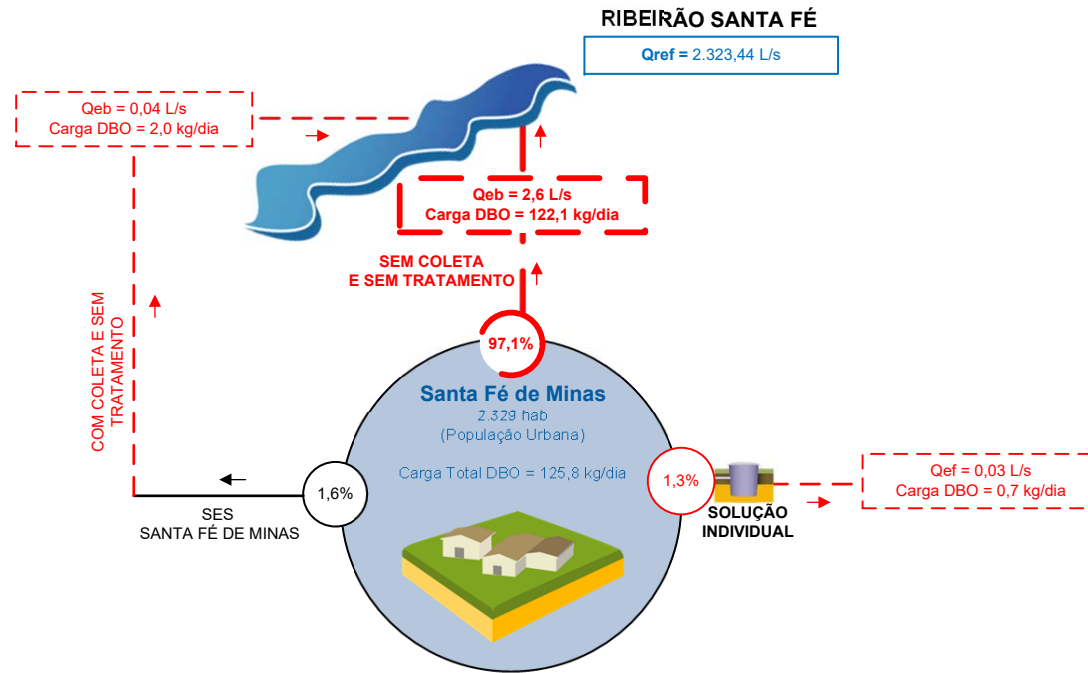 RIBEIRÃO SANTA FÉ
Qref = 2.323,44 L/s
Qeb = 0,04 L/s
Carga DBO = 2,0 kg/dia
Qeb = 2,6 L/s
Carga DBO = 122,1 kg/dia
SEM COLETA
E SEM TRATAMENTO
COM COLETA E SEM
TRATAMENTO
97,1%
Santa Fé de Minas
2.329 hab
(População Urbana)
Carga Total DBO = 125,8 kg/dia
1,6%
SES
SANTA FÉ DE MINAS
1,3%
SOLUÇÃO
INDIVIDUAL
Qef = 0,03 L/s
Carga DBO = 0,7 kg/dia